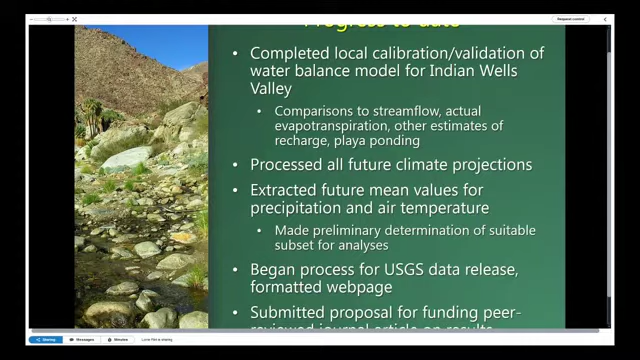 Request control
Progress to date
• Completed local calibration/validation of
water balance model for Indian Wells
Valley
• Comparisons to streamflow, actual
evapotranspiration, other estimates of
recharge, playa ponding
• Processed all future climate projections
• Extracted future mean values for
precipitation and air temperature
• Made preliminary determination of suitable
subset for analyses
• Began process for USGS data release,
formatted webpage
• Submitted proposal for funding peer-
reviewed journal article on results
Sharing Messages Minutes